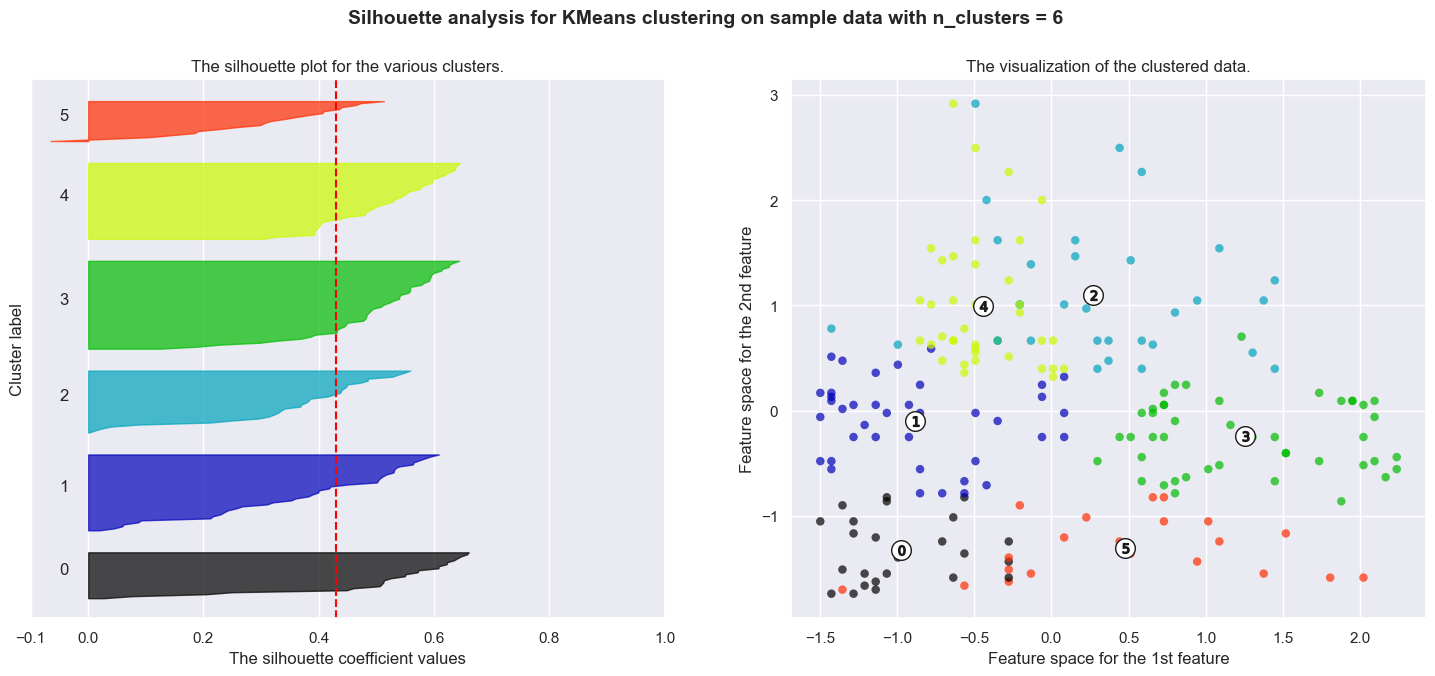 Silhouette analysis for KMeans clustering on sample data with n_clusters = 6
The silhouette plot for the various clusters.
Cluster label
5
4
3
2
1
0
−0.1 0.0 0.2 0.4 0.6 0.8 1.0
The silhouette coefficient values
The visualization of the clustered data.
Feature space for the 2nd feature
3
2
1
0
−1
4
2
1
3
0
5
−1.5 −1.0 −0.5 0.0 0.5 1.0 1.5 2.0
Feature space for the 1st feature